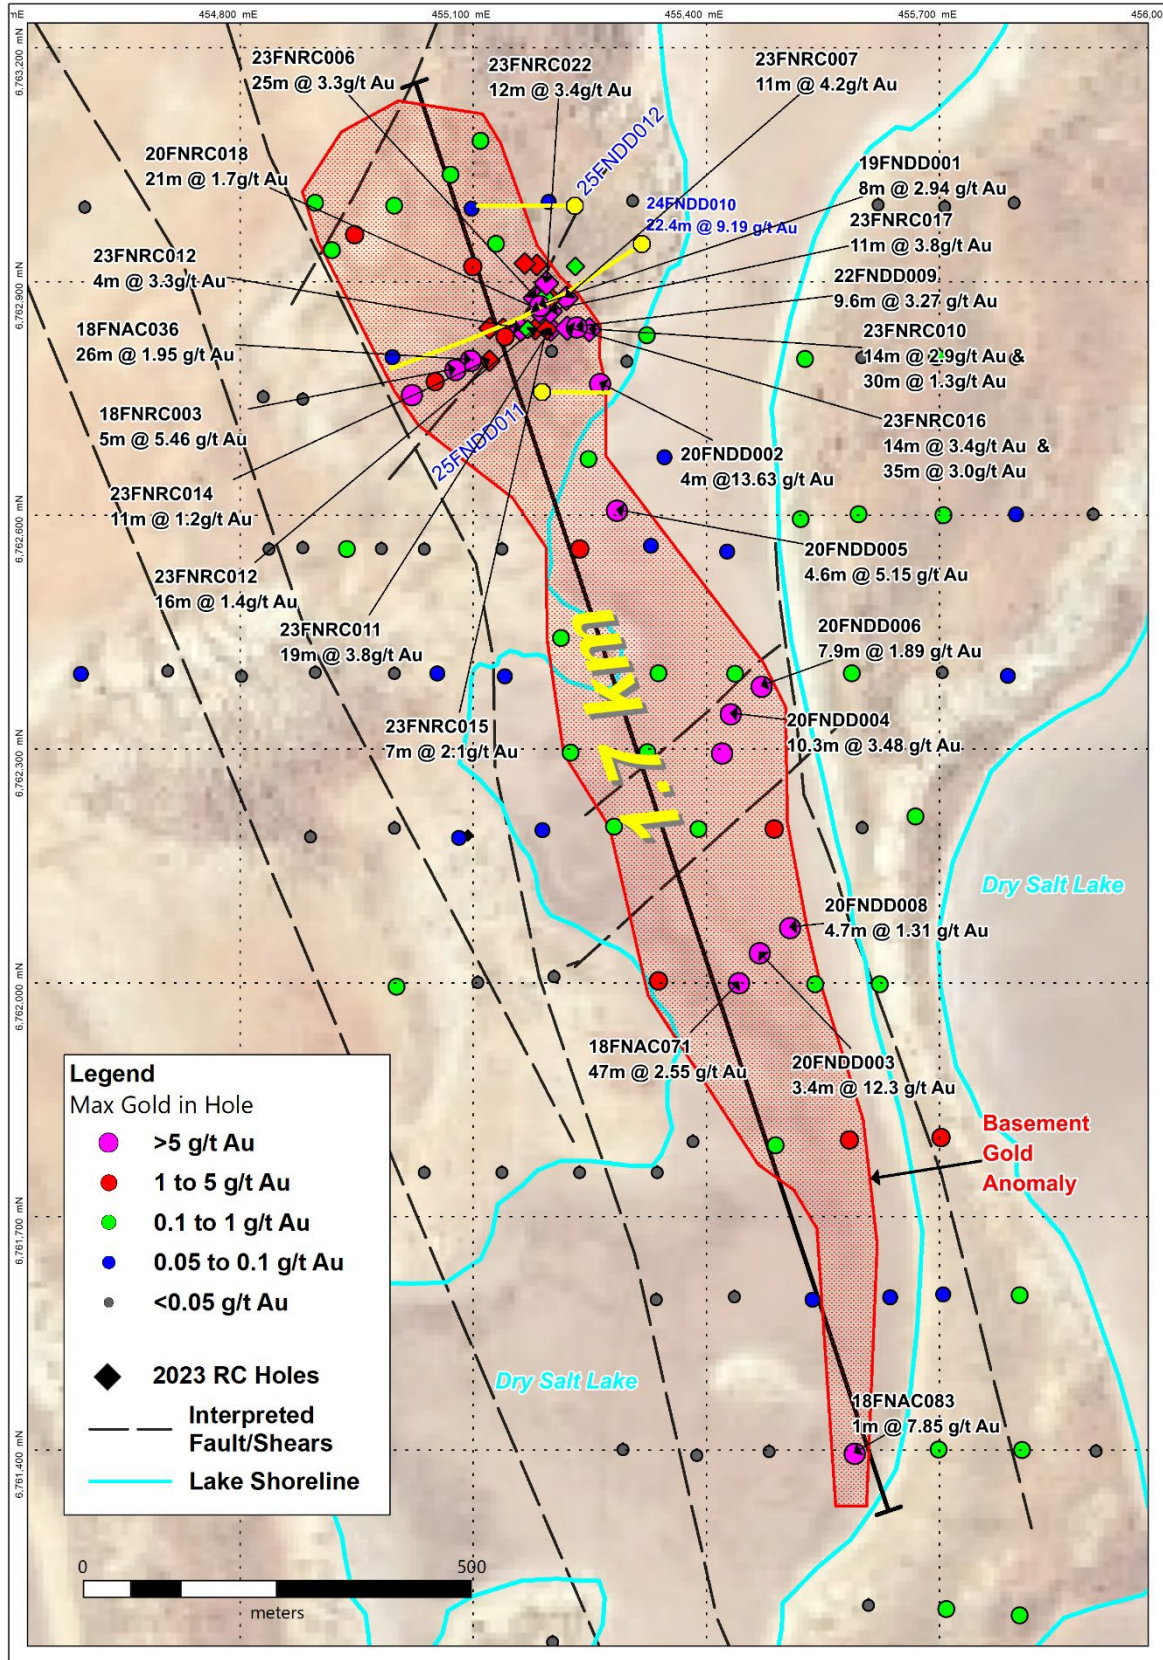 mE
454,800 mE
455,100 mE
455,400 mE
455,700 mE
456,00
6,763,200 mN
6,762,900 mN
6,762,600 mN
6,762,300 mN
6,762,000 mN
6,761,700 mN
6,761,400 mN
23FNRC006
25m @ 3.3g/t Au
23FNRC022
12m @ 3.4g/t Au
23FNRC007
11m @ 4.2g/t Au
20FNRC018
21m @ 1.7g/t Au
25FNDD012
19FNDD001
8m @ 2.94 g/t Au
24FNDD010
22.4m @ 9.19 g/t Au
23FNRC017
11m @ 3.8g/t Au
23FNRC012
4m @ 3.3g/t Au
22FNDD009
9.6m @ 3.27 g/t Au
18FNAC036
26m @ 1.95 g/t Au
23FNRC010
14m @ 2.9g/t Au &
30m @ 1.3g/t Au
18FNRC003
5m @ 5.46 g/t Au
25FNDD011
23FNRC016
14m @ 3.4g/t Au &
35m @ 3.0g/t Au
20FNDD002
4m @13.63 g/t Au
23FNRC014
11m @ 1.2g/t Au
20FNDD005
4.6m @ 5.15 g/t Au
23FNRC012
16m @ 1.4g/t Au
23FNRC011
19m @ 3.8g/t Au
20FNDD006
7.9m @ 1.89 g/t Au
23FNRC015
7m @ 2.1g/t Au
1.7 km
20FNDD004
10.3m @ 3.48 g/t Au
Dry Salt Lake
20FNDD008
4.7m @ 1.31 g/t Au
18FNAC071
47m @ 2.55 g/t Au
20FNDD003
3.4m @ 12.3 g/t Au
Basement
Gold
Anomaly
Dry Salt Lake
18FNAC083
1m @ 7.85 g/t Au
Legend
Max Gold in Hole
>5 g/t Au
1 to 5 g/t Au
0.1 to 1 g/t Au
0.05 to 0.1 g/t Au
<0.05 g/t Au
2023 RC Holes
Interpreted
Fault/Shears
Lake Shoreline
0
500
meters